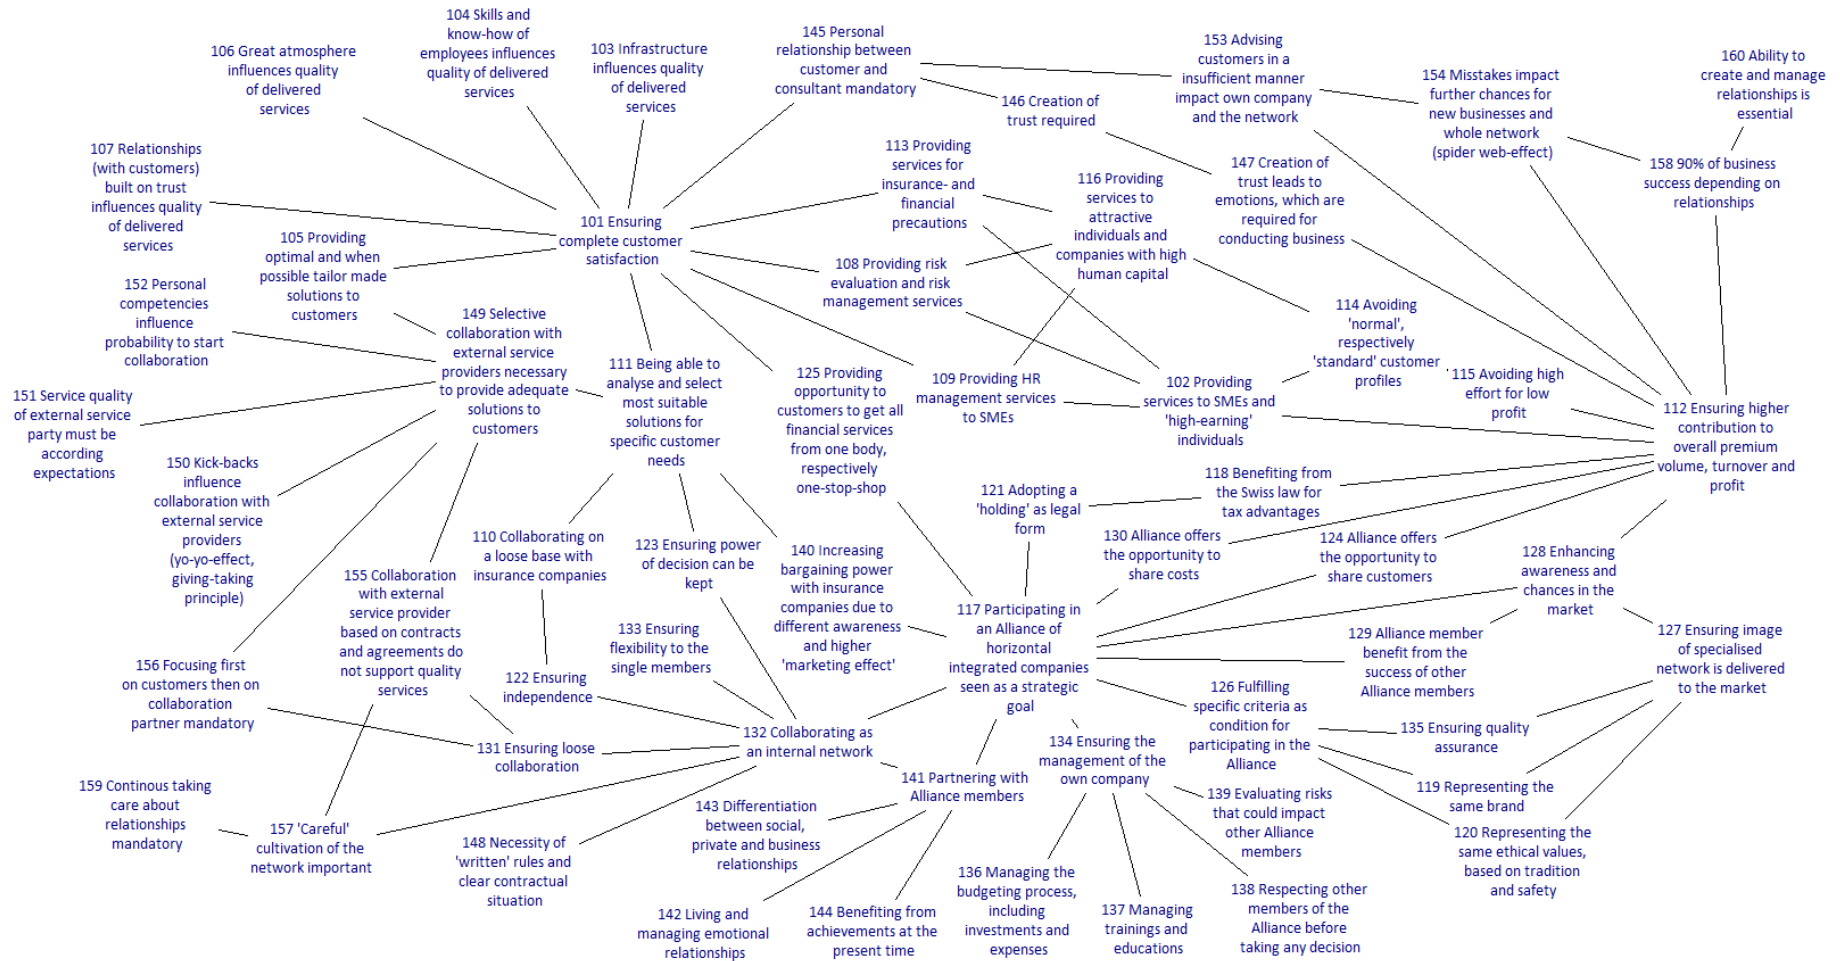 106 Great atmosphere
influences quality
of delivered
services
104 Skills and
know-how of
employees influences
quality of delivered
services
103 Infrastructure
influences quality
of delivered
services
145 Personal
relationship between
customer and
consultant mandatory
153 Advising
customers in a
insufficient manner
impact own company
and the network
154 Misstakes impact
further chances for
new businesses and
whole network
(spider web-effect)
160 Ability to
create and manage
relationships is
essential
146 Creation of
trust required
107 Relationships
(with customers)
built on trust
influences quality
of delivered
services
113 Providing
services for
insurance- and
financial
precautions
116 Providing
services to
attractive
individuals and
companies with high
human capital
147 Creation of
trust leads to
emotions, which are
required for
conducting business
158 90% of business
success depending on
relationships
101 Ensuring
complete customer
satisfaction
105 Providing
optimal and when
possible tailor made
solutions to
customers
108 Providing risk
evaluation and risk
management services
152 Personal
competencies
influence
probability to start
collaboration
149 Selective
collaboration with
external service
providers necessary
to provide adequate
solutions to
customers
114 Avoiding
'normal',
respectively
'standard' customer
profiles
111 Being able to
analyse and select
most suitable
solutions for
specific customer
needs
125 Providing
opportunity to
customers to get all
financial services
from one body,
respectively
one-stop-shop
109 Providing HR
management services
to SMEs
102 Providing
services to SMEs and
'high-earning'
individuals
115 Avoiding high
effort for low
profit
151 Service quality
of external service
party must be
according
expectations
112 Ensuring higher
contribution to
overall premium
volume, turnover and
profit
150 Kick-backs
influence
collaboration with
external service
providers
(yo-yo-effect,
giving-taking
principle)
118 Benefiting from
the Swiss law for
tax advantages
121 Adopting a
'holding' as legal
form
110 Collaborating on
a loose base with
insurance companies
123 Ensuring power
of decision can be
kept
140 Increasing
bargaining power
with insurance
companies due to
different awareness
and higher
'marketing effect'
130 Alliance offers
the opportunity to
share costs
124 Alliance offers
the opportunity to
share customers
128 Enhancing
awareness and
chances in the
market
155 Collaboration
with external
service provider
based on contracts
and agreements do
not support quality
services
117 Participating in
an Alliance of
horizontal
integrated companies
seen as a strategic
goal
133 Ensuring
flexibility to the
single members
129 Alliance member
benefit from the
success of other
Alliance members
127 Ensuring image
of specialised
network is delivered
to the market
156 Focusing first
on customers then on
collaboration
partner mandatory
122 Ensuring
independence
126 Fulfilling
specific criteria as
condition for
participating in the
Alliance
132 Collaborating as
an internal network
131 Ensuring loose
collaboration
134 Ensuring the
management of the
own company
135 Ensuring quality
assurance
159 Continous taking
care about
relationships
mandatory
141 Partnering with
Alliance members
119 Representing the
same brand
139 Evaluating risks
that could impact
other Alliance
members
143 Differentiation
between social,
private and business
relationships
157 'Careful'
cultivation of the
network important
148 Necessity of
'written' rules and
clear contractual
situation
120 Representing the
same ethical values,
based on tradition
and safety
136 Managing the
budgeting process,
including
investments and
expenses
138 Respecting other
members of the
Alliance before
taking any decision
142 Living and
managing emotional
relationships
144 Benefiting from
achievements at the
present time
137 Managing
trainings and
educations